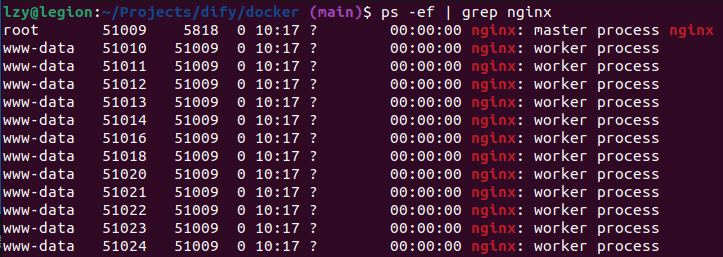 lzy@legion:~/Projects/dify/docker (main)$ ps -ef | grep nginx
root       51009    5818  0 10:17 ?        00:00:00 nginx: master process nginx
www-data   51010   51009  0 10:17 ?        00:00:00 nginx: worker process
www-data   51011   51009  0 10:17 ?        00:00:00 nginx: worker process
www-data   51012   51009  0 10:17 ?        00:00:00 nginx: worker process
www-data   51013   51009  0 10:17 ?        00:00:00 nginx: worker process
www-data   51014   51009  0 10:17 ?        00:00:00 nginx: worker process
www-data   51016   51009  0 10:17 ?        00:00:00 nginx: worker process
www-data   51018   51009  0 10:17 ?        00:00:00 nginx: worker process
www-data   51020   51009  0 10:17 ?        00:00:00 nginx: worker process
www-data   51021   51009  0 10:17 ?        00:00:00 nginx: worker process
www-data   51022   51009  0 10:17 ?        00:00:00 nginx: worker process
www-data   51023   51009  0 10:17 ?        00:00:00 nginx: worker process
www-data   51024   51009  0 10:17 ?        00:00:00 nginx: worker process